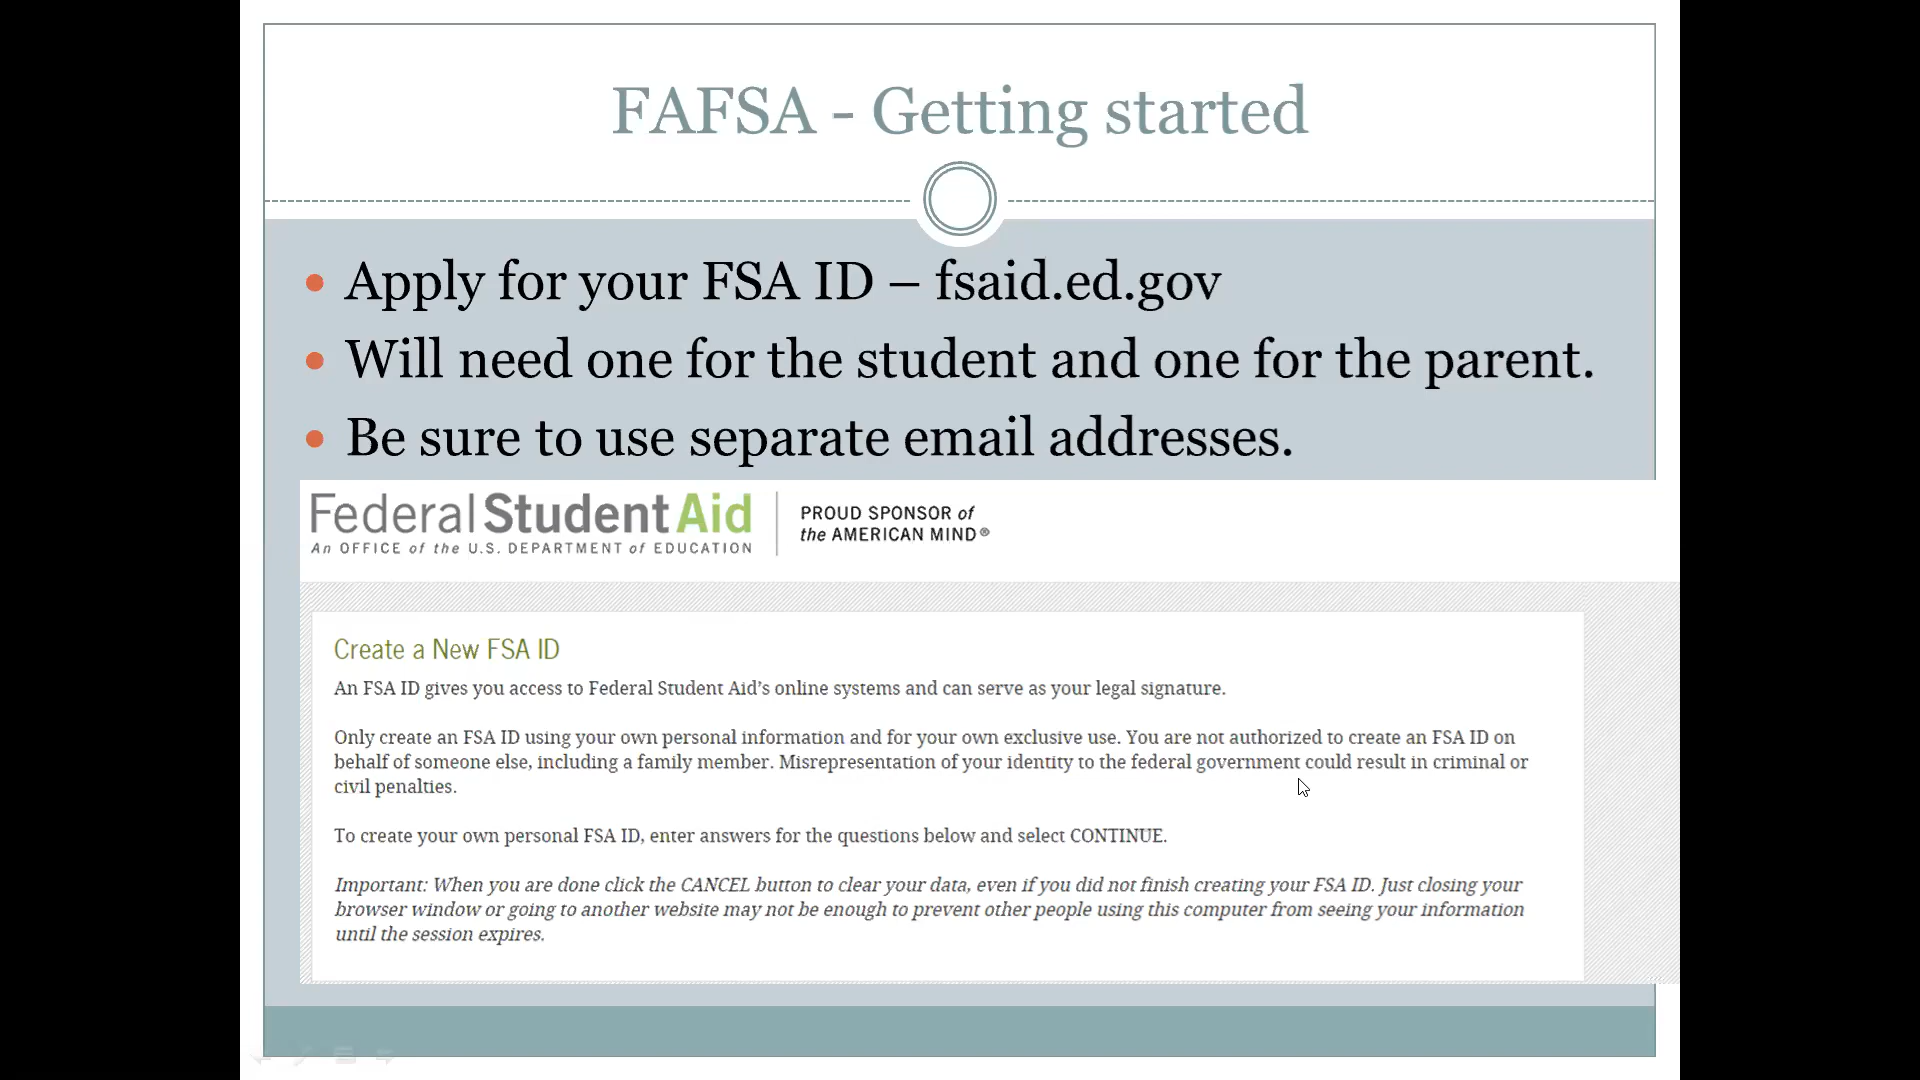 FAFSA - Getting started
• Apply for your FSA ID – fsaid.ed.gov
• Will need one for the student and one for the parent.
• Be sure to use separate email addresses.
Federal Student Aid
An OFFICE of the U.S. DEPARTMENT of EDUCATION
PROUD SPONSOR of
the AMERICAN MIND®
Create a New FSA ID
An FSA ID gives you access to Federal Student Aid’s online systems and can serve as your legal signature.
Only create an FSA ID using your own personal information and for your own exclusive use. You are not authorized to create an FSA ID on
behalf of someone else, including a family member. Misrepresentation of your identity to the federal government could result in criminal or
civil penalties.
To create your own personal FSA ID, enter answers for the questions below and select CONTINUE.
Important: When you are done click the CANCEL button to clear your data, even if you did not finish creating your FSA ID. Just closing your
browser window or going to another website may not be enough to prevent other people using this computer from seeing your information
until the session expires.